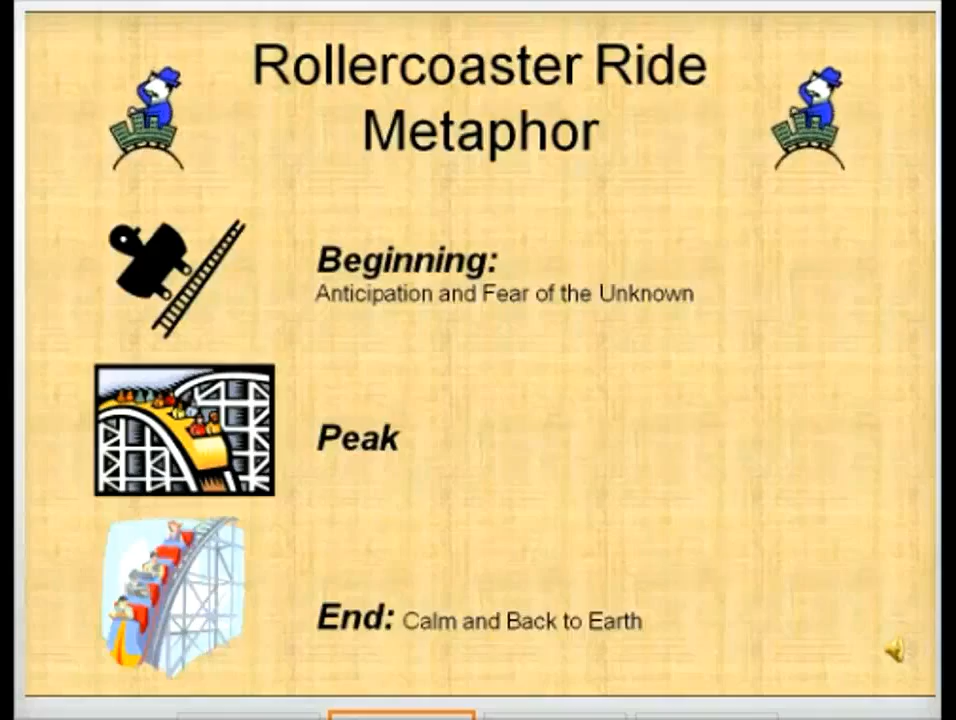 Rollercoaster Ride
Metaphor
Beginning:
Anticipation and Fear of the Unknown
Peak
End: Calm and Back to Earth